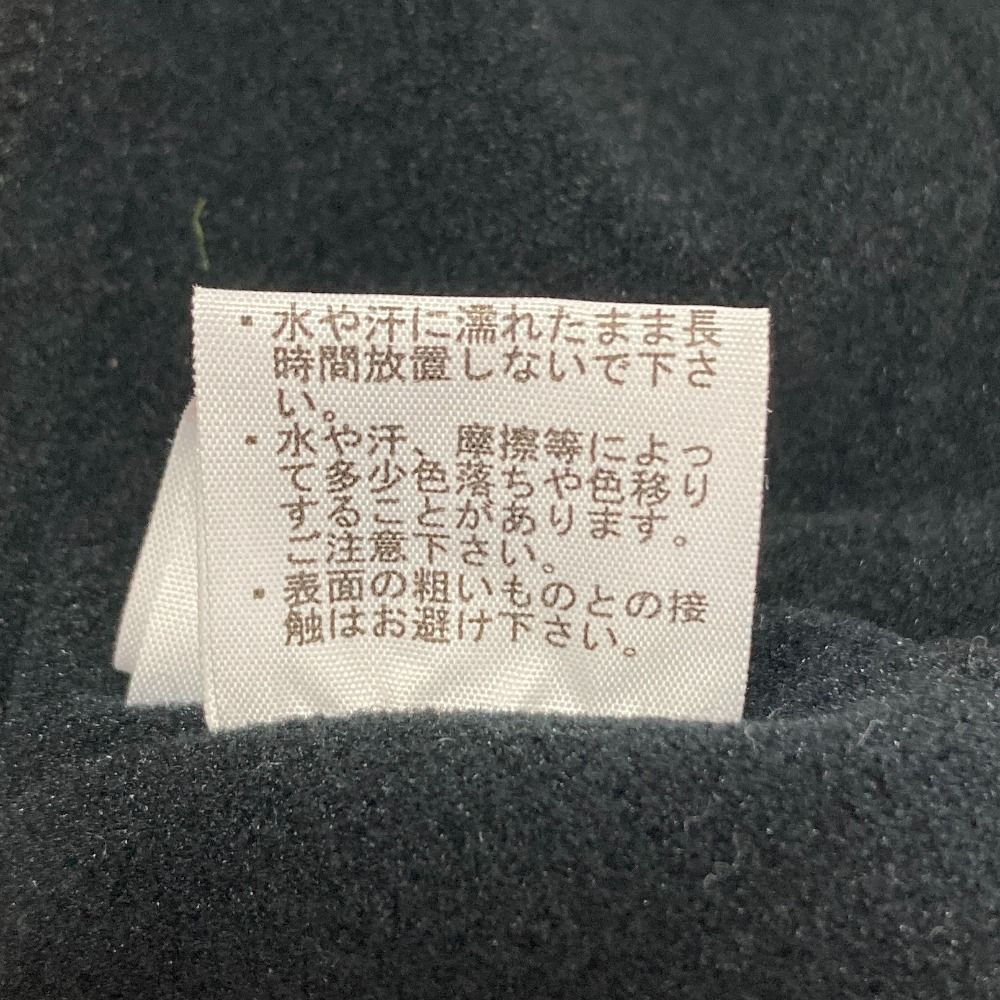 ・水や汗に濡れたまま長
時間放置しないで下さ
い。
・水や汗、摩擦等によっ
て多少色落ちや色移り
することがあります。
ご注意下さい。
・表面の粗いものとの接
触はお避け下さい。